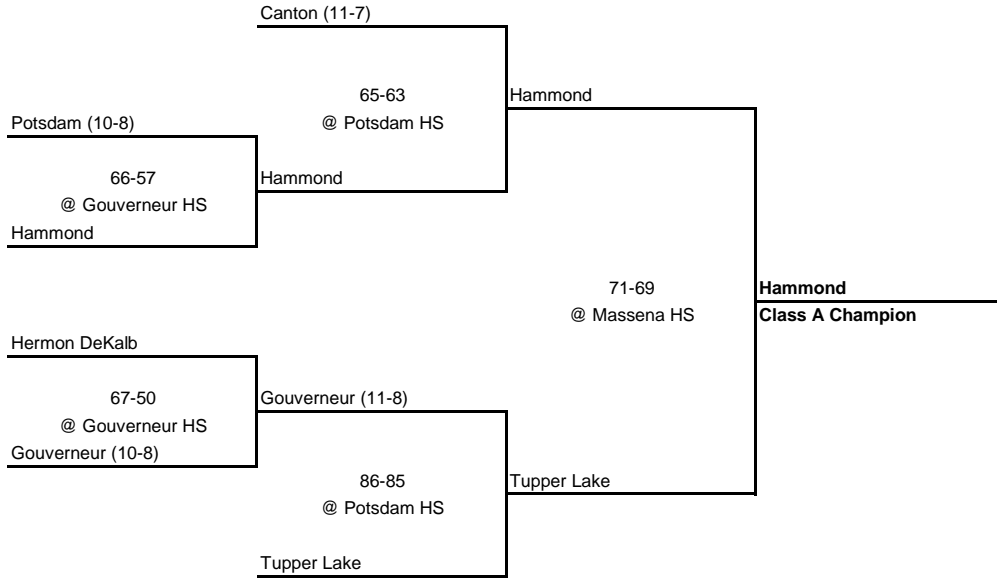 Canton (11-7)
65-63
@ Potsdam HS
Hammond
Potsdam (10-8)
66-57
@ Gouverneur HS
Hammond
Hammond
71-69
@ Massena HS
Hammond
Class A Champion
Hermon DeKalb
67-50
@ Gouverneur HS
Gouverneur (11-8)
Gouverneur (10-8)
86-85
@ Potsdam HS
Tupper Lake
Tupper Lake